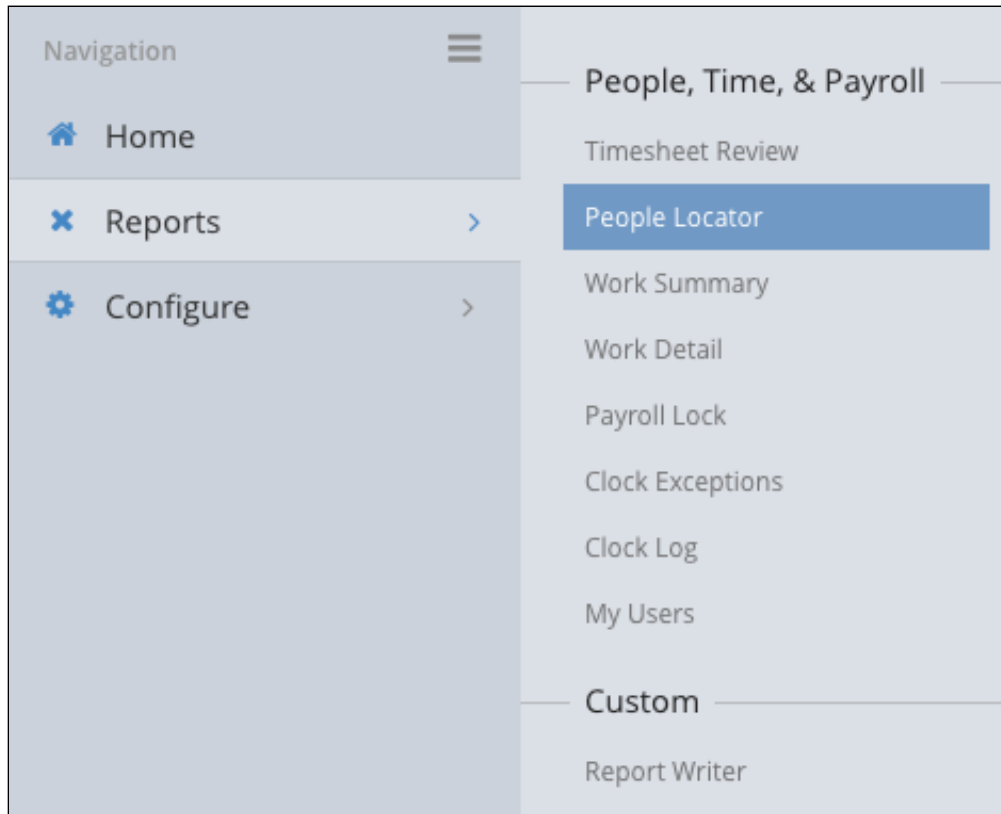 Navigation
Home
Reports
Configure
People, Time, & Payroll
Timesheet Review
People Locator
Work Summary
Work Detail
Payroll Lock
Clock Exceptions
Clock Log
My Users
Custom
Report Writer